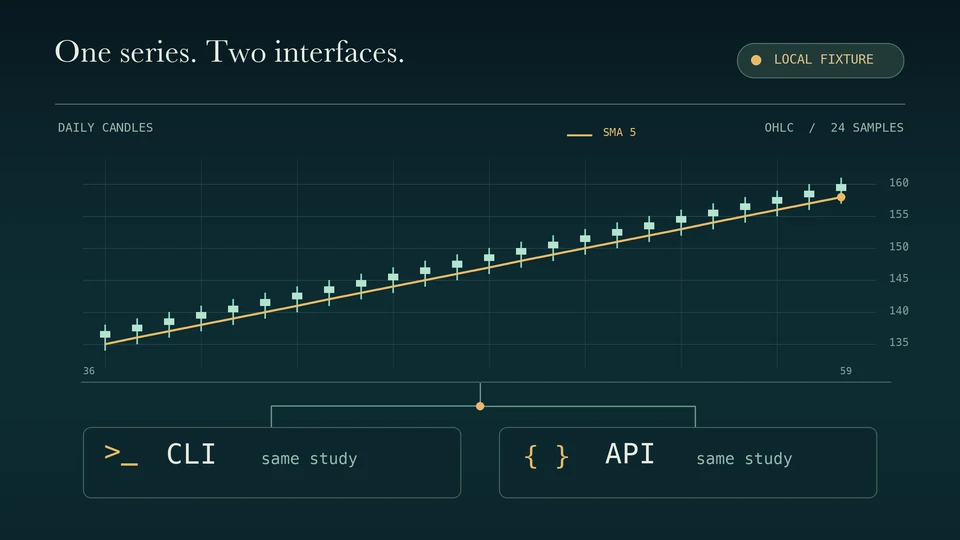 One series. Two interfaces.
LOCAL FIXTURE
DAILY CANDLES
SMA 5
OHLC / 24 SAMPLES
160
155
150
145
140
135
36
59
>_ CLI same study
{ } API same study